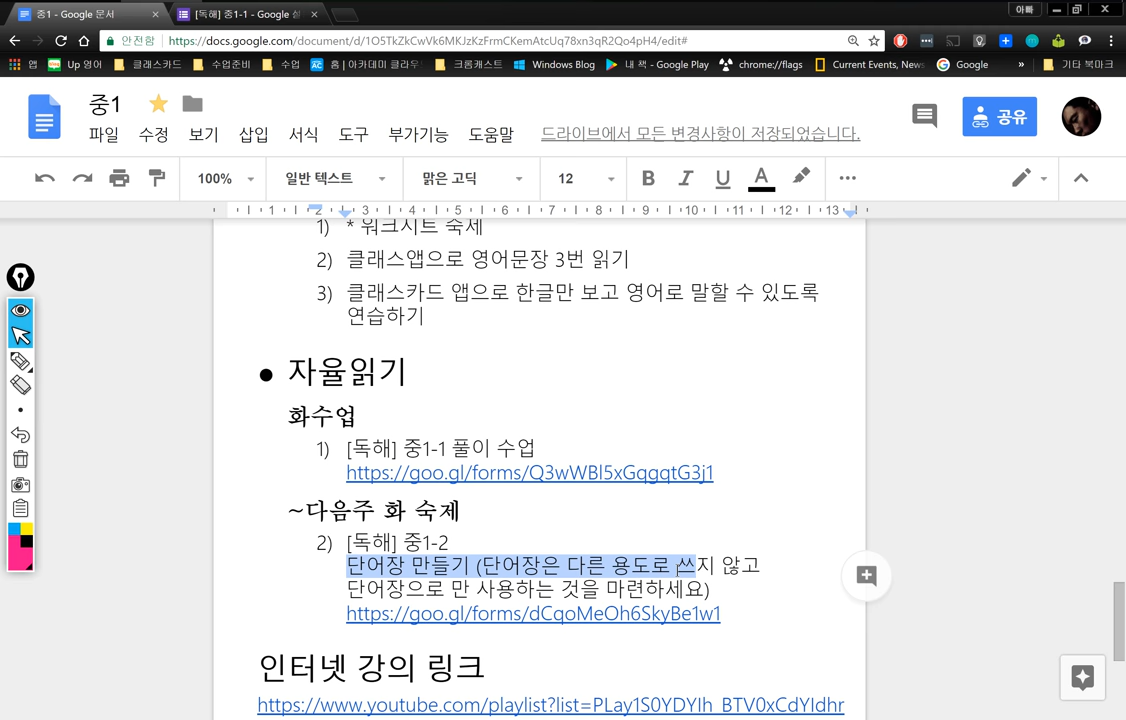 중1 - Google 문서
[독해] 중1-1 - Google 설
아빠
안전함
https://docs.google.com/document/d/1O5TkZkCwVk6MKJzKzFrmCKemAtcUq78xn3qR2Qo4pH4/edit#
앱 Up 영어 클래스카드 수업준비 수업 홈 | 아카데미 클라우 크롬캐스트 Windows Blog 내 책 - Google Play chrome://flags Current Events, News Google » 기타 북마크
중1
파일 수정 보기 삽입 서식 도구 부가기능 도움말 드라이브에서 모든 변경사항이 저장되었습니다.
공유
100% 일반 텍스트 맑은 고딕 12 B I U A
1 2 3 4 5 6 7 8 9 10 11 12 13
1) * 워크시트 숙제
2) 클래스앱으로 영어문장 3번 읽기
3) 클래스카드 앱으로 한글만 보고 영어로 말할 수 있도록
연습하기
● 자율읽기
화수업
1) [독해] 중1-1 풀이 수업
https://goo.gl/forms/Q3wWBl5xGqgqtG3j1
~다음주 화 숙제
2) [독해] 중1-2
단어장 만들기 (단어장은 다른 용도로 쓰지 않고
단어장으로 만 사용하는 것을 마련하세요)
https://goo.gl/forms/dCqoMeOh6SkyBe1w1
인터넷 강의 링크
https://www.youtube.com/playlist?list=PLay1S0YDYIh_BTV0xCdYIdhr